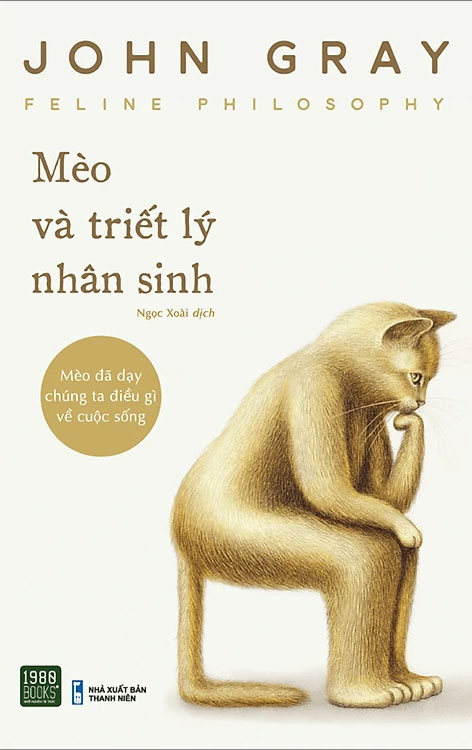 JOHN GRAY
FELINE PHILOSOPHY
Mèo
và triết lý
nhân sinh
Ngọc Xoài dịch
Mèo đã dạy
chúng ta điều gì
về cuộc sống
1980
BOOKS
NHÀ XUẤT BẢN
THANH NIÊN